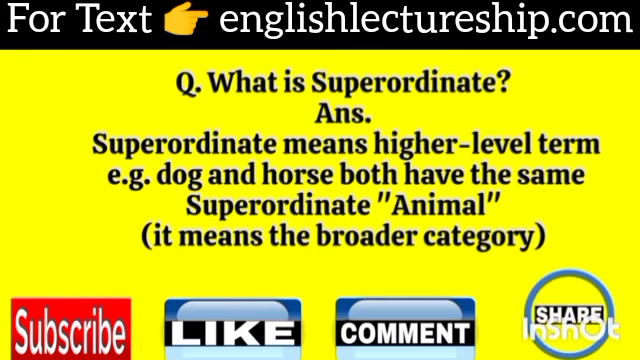 For Text 👉 englishlectureship.com
Q. What is Superordinate?
Ans.
Superordinate means higher-level term
e.g. dog and horse both have the same
Superordinate "Animal"
(it means the broader category)
Subscribe LIKE COMMENT SHARE
InShOt